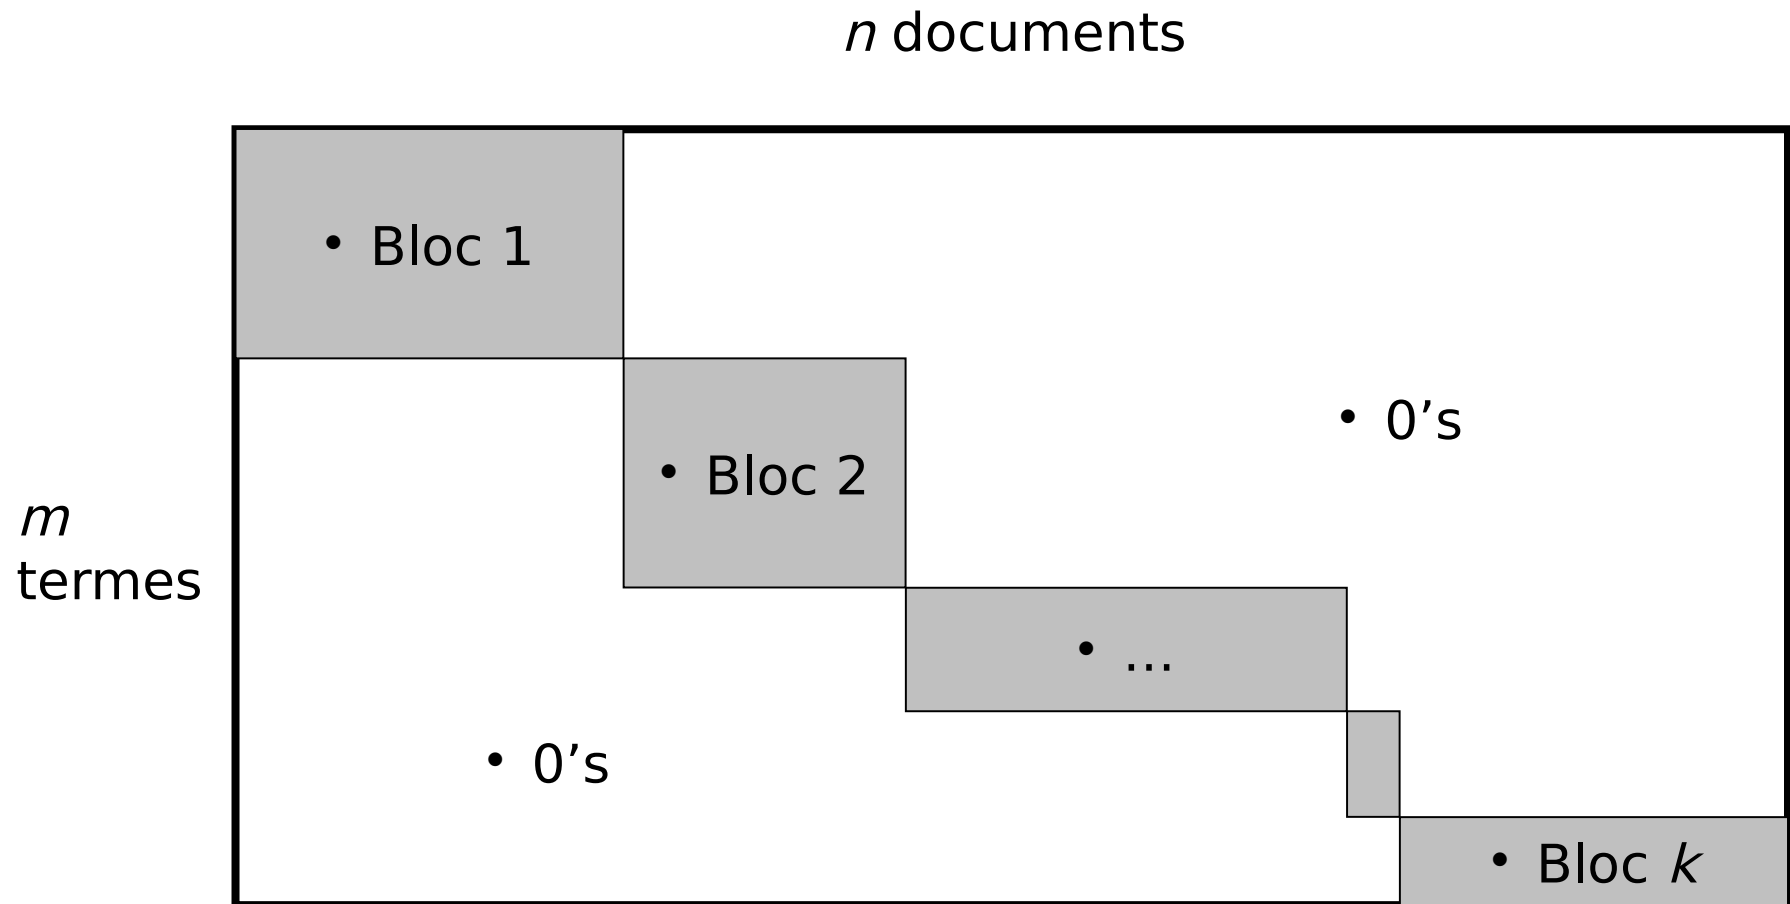 n documents
• Bloc 1
• 0’s
• Bloc 2
m
termes
• …
• 0’s
• Bloc k